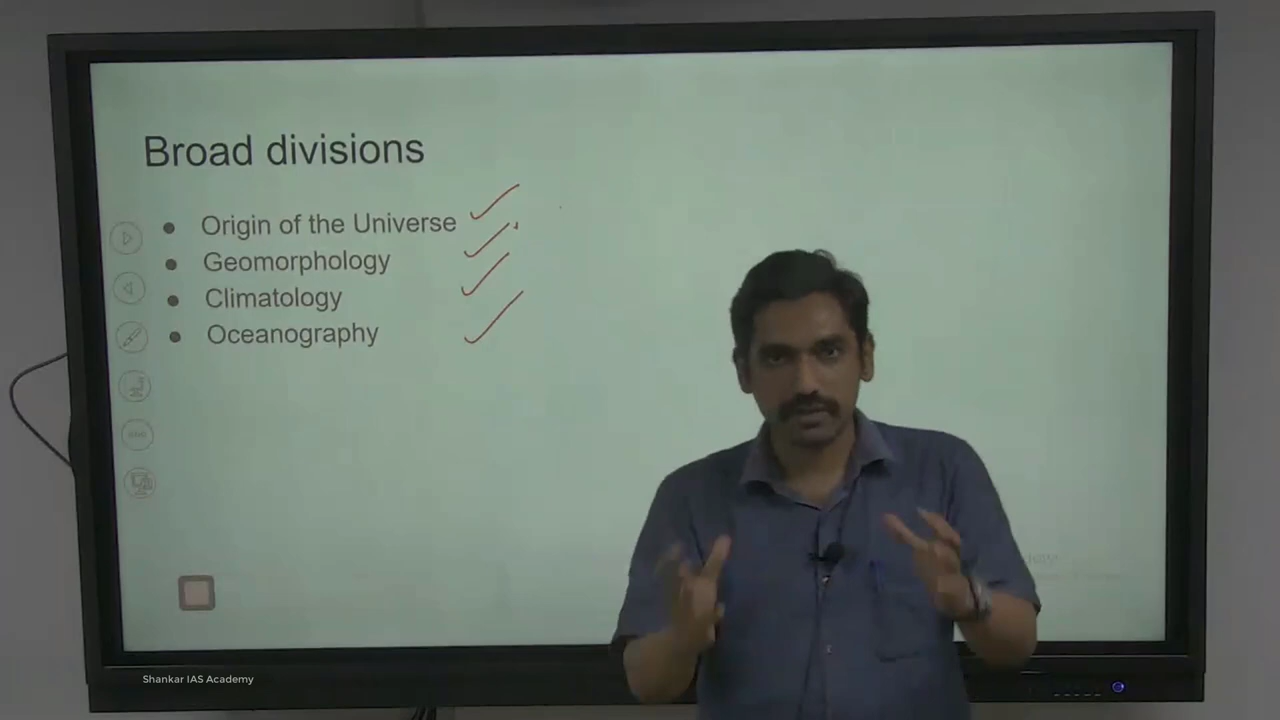 Broad divisions
Origin of the Universe
Geomorphology
Climatology
Oceanography
Shankar IAS Academy